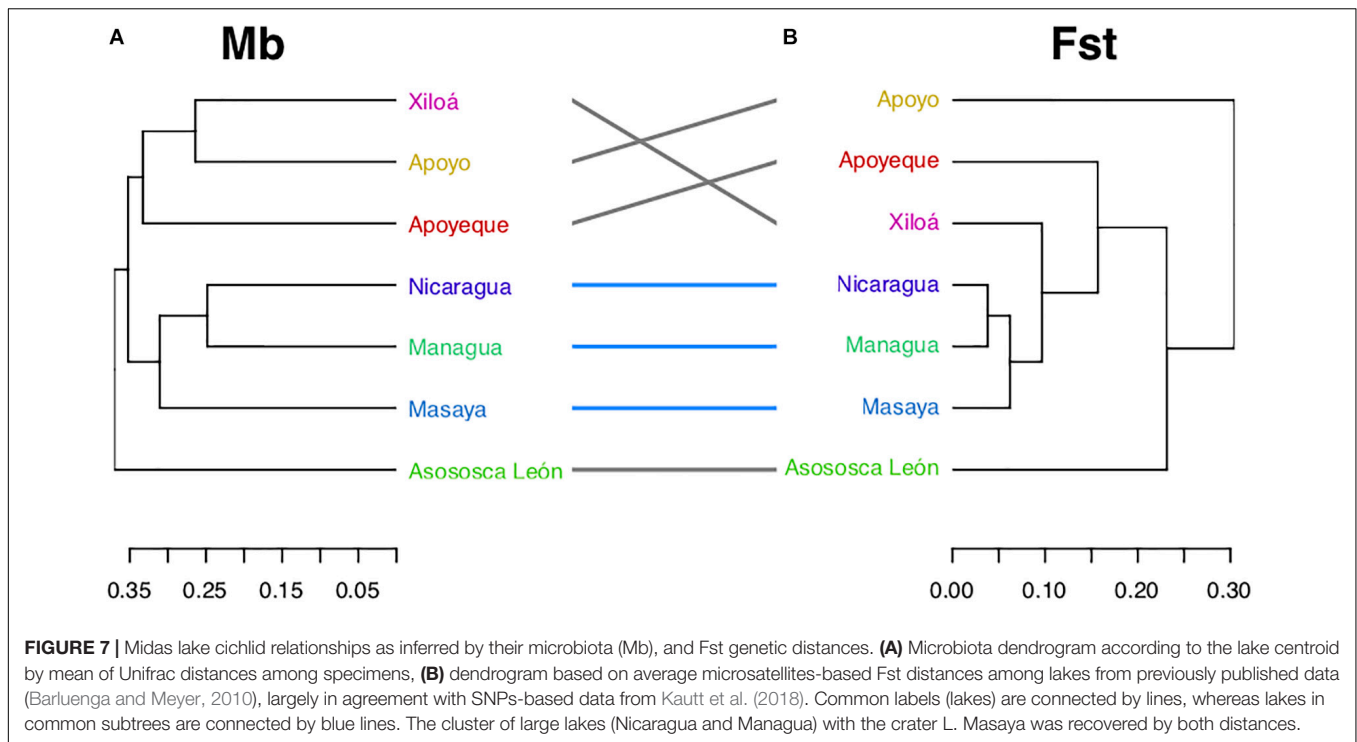 A Mb B Fst
Xiloá Apoyo
Apoyo Apoyeque
Apoyeque Xiloá
Nicaragua Nicaragua
Managua Managua
Masaya Masaya
Asososca León Asososca León
0.35 0.25 0.15 0.05 0.00 0.10 0.20 0.30
FIGURE 7 | Midas lake cichlid relationships as inferred by their microbiota (Mb), and Fst genetic distances. (A) Microbiota dendrogram according to the lake centroid
by mean of Unifrac distances among specimens, (B) dendrogram based on average microsatellites-based Fst distances among lakes from previously published data
(Barluenga and Meyer, 2010), largely in agreement with SNPs-based data from Kautt et al. (2018). Common labels (lakes) are connected by lines, whereas lakes in
common subtrees are connected by blue lines. The cluster of large lakes (Nicaragua and Managua) with the crater L. Masaya was recovered by both distances.